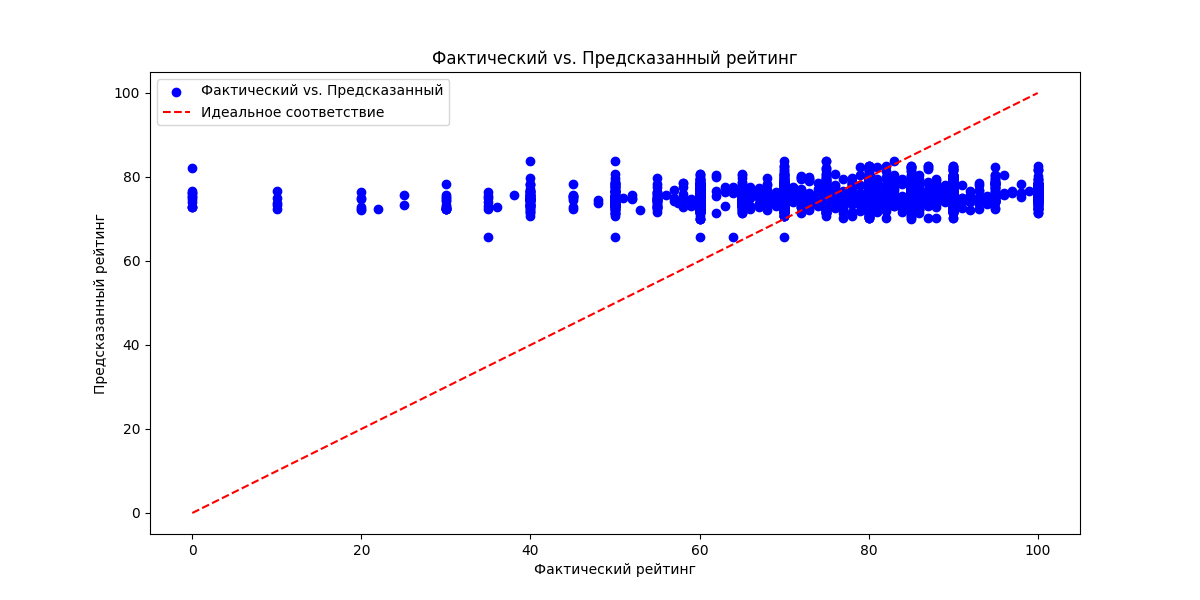 Фактический vs. Предсказанный рейтинг
Фактический vs. Предсказанный
Идеальное соответствие
Предсказанный рейтинг
100
80
60
40
20
0
0 20 40 60 80 100
Фактический рейтинг